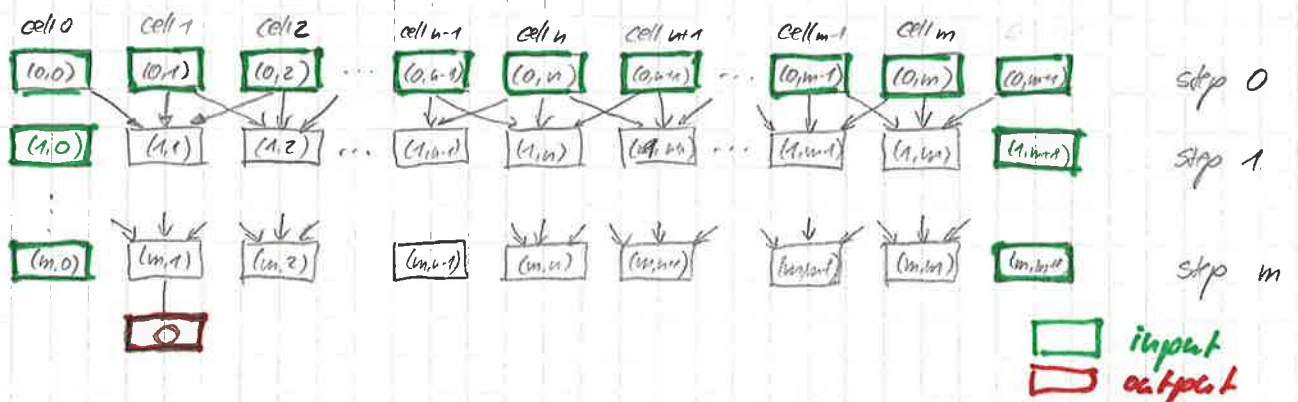 cell 0 cell 1 cell 2 cell n-1 cell n cell n+1 cell m-1 cell m
(0,0) (0,1) (0,2) ... (0,n-1) (0,n) (0,n+1) ... (0,m-1) (0,m) (0,m+1) step 0
(1,0) (1,1) (1,2) ... (1,n-1) (1,n) ... (1,m-1) (1,m) (1,m+1) step 1
(m,0) (m,1) (m,2) (m,n-1) (m,n) (m,n+1) (m,m-1) (m,m) (m,m+1) step m
O
input
output